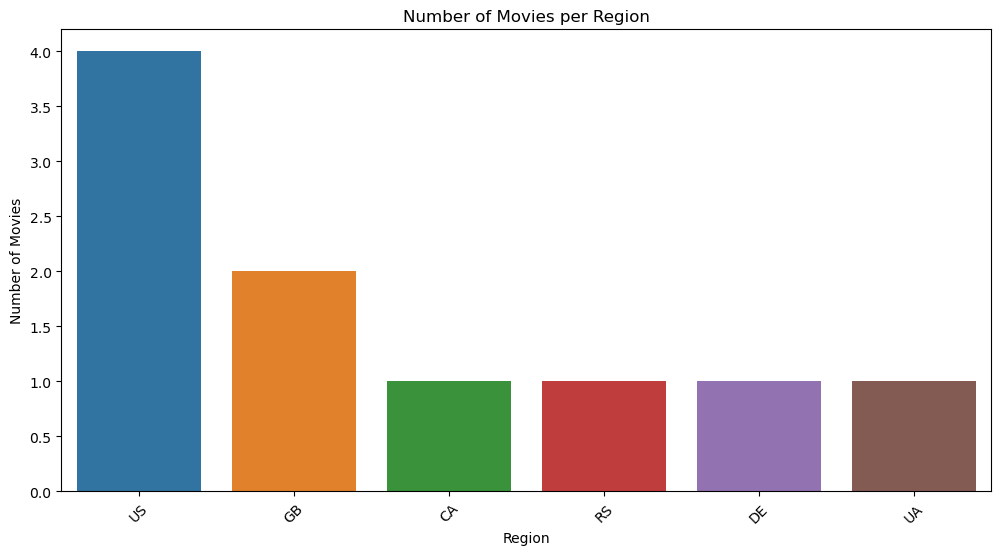 Number of Movies per Region
Number of Movies
4.0
3.5
3.0
2.5
2.0
1.5
1.0
0.5
0.0
US
GB
CA
RS
DE
UA
Region